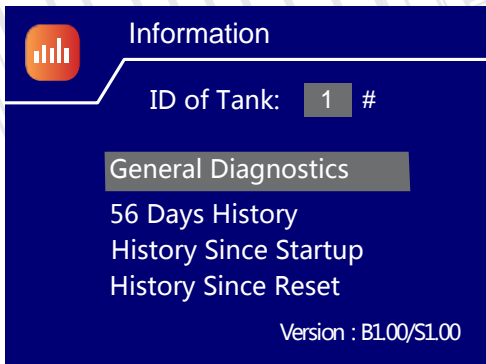 Information
ID of Tank: 1 #
General Diagnostics
56 Days History
History Since Startup
History Since Reset
Version : B1.00/S1.00